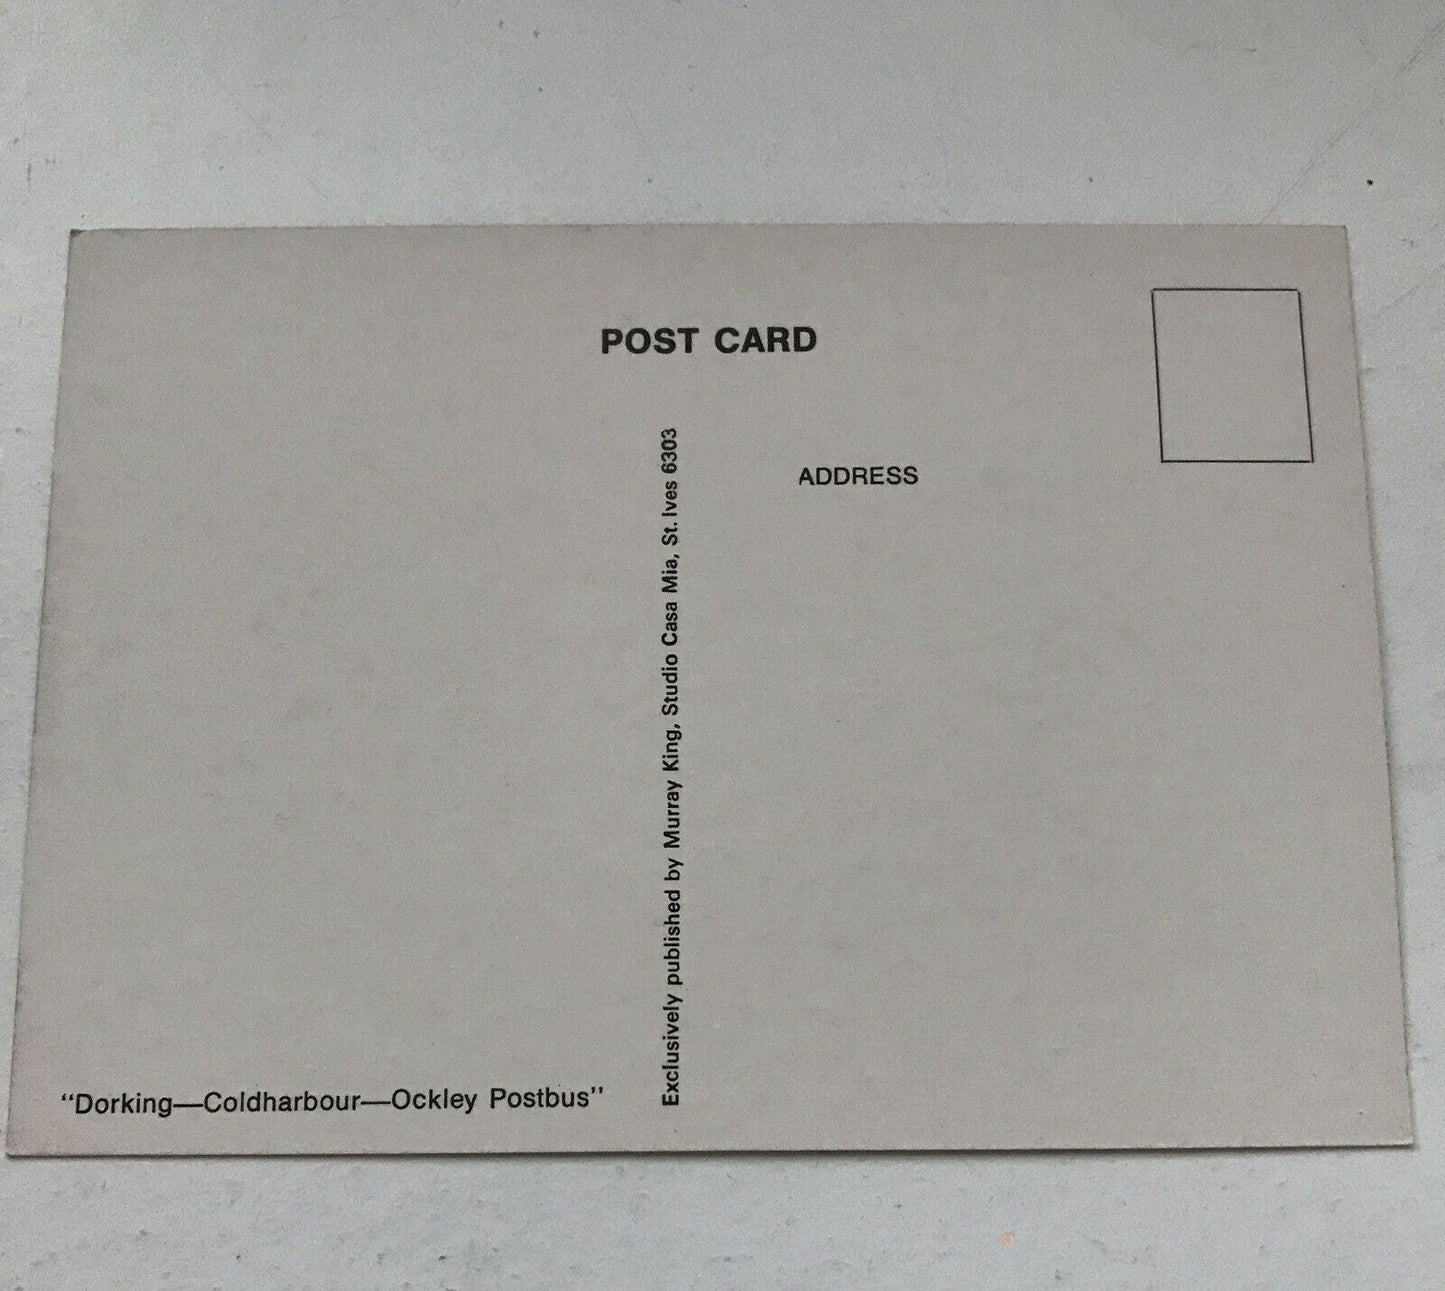 POST CARD
ADDRESS
Exclusively published by Murray King, Studio Casa Mia, St. Ives 6303
"Dorking—Coldharbour—Ockley Postbus"